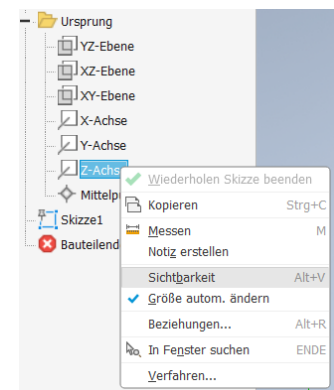 Ursprung
YZ-Ebene
XZ-Ebene
XY-Ebene
X-Achse
Y-Achse
Z-Achse
Wiederholen Skizze beenden
Kopieren Strg+C
Skizze1
Messen M
Bauteilend
Notiz erstellen
Sichtbarkeit Alt+V
Größe autom. ändern
Beziehungen... Alt+R
In Fenster suchen ENDE
Verfahren...